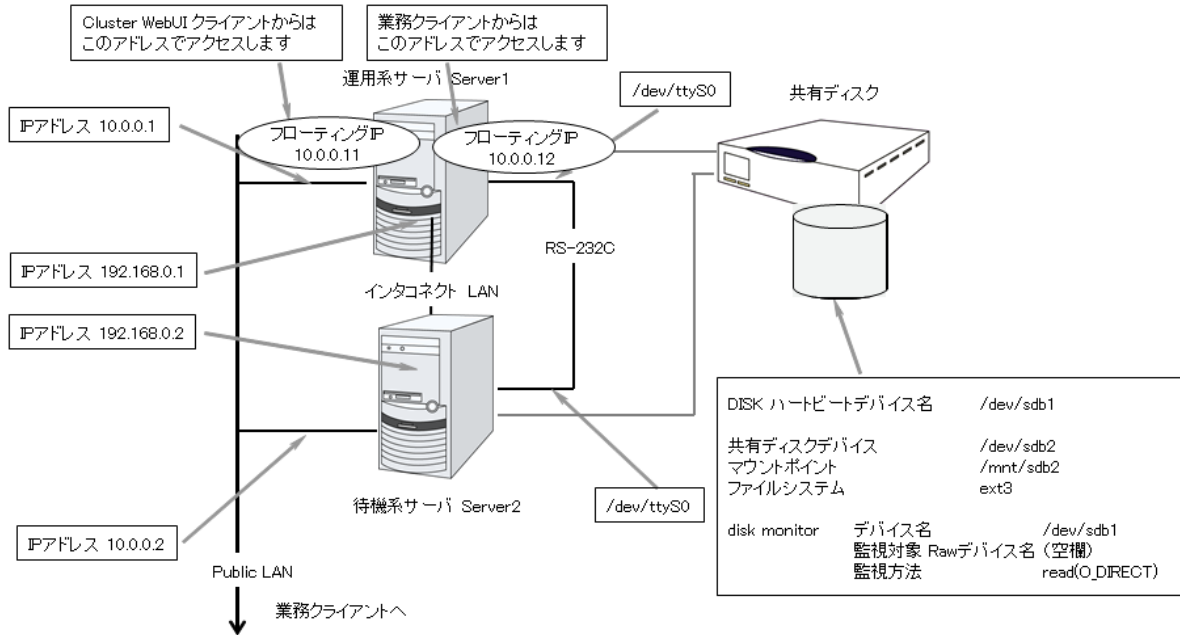 Cluster WebUI クライアントからは
このアドレスでアクセスします
業務クライアントからは
このアドレスでアクセスします
運用系サーバ Server1
/dev/ttyS0
共有ディスク
IPアドレス 10.0.0.1
フローティングIP
10.0.0.11
フローティングIP
10.0.0.12
RS-232C
IPアドレス 192.168.0.1
インタコネクト LAN
IPアドレス 192.168.0.2
DISK ハートビートデバイス名 /dev/sdb1
共有ディスクデバイス /dev/sdb2
マウントポイント /mnt/sdb2
ファイルシステム ext3
disk monitor デバイス名 /dev/sdb1
監視対象 Rawデバイス名 (空欄)
監視方法 read(O_DIRECT)
待機系サーバ Server2
/dev/ttyS0
IPアドレス 10.0.0.2
Public LAN
業務クライアントへ